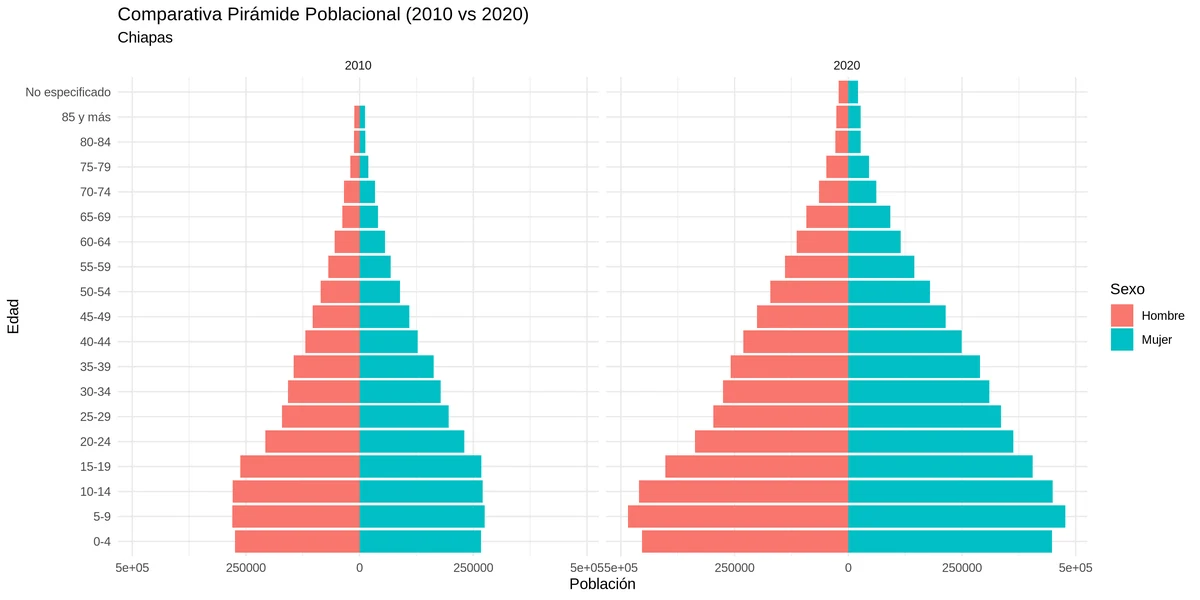 Comparativa Pirámide Poblacional (2010 vs 2020)
Chiapas
2010
2020
No especificado
85 y más
80-84
75-79
70-74
65-69
60-64
55-59
50-54
45-49
40-44
35-39
30-34
25-29
20-24
15-19
10-14
5-9
0-4
Edad
5e+05 250000 0 250000 5e+05
5e+05 250000 0 250000 5e+05
Población
Sexo
Hombre
Mujer